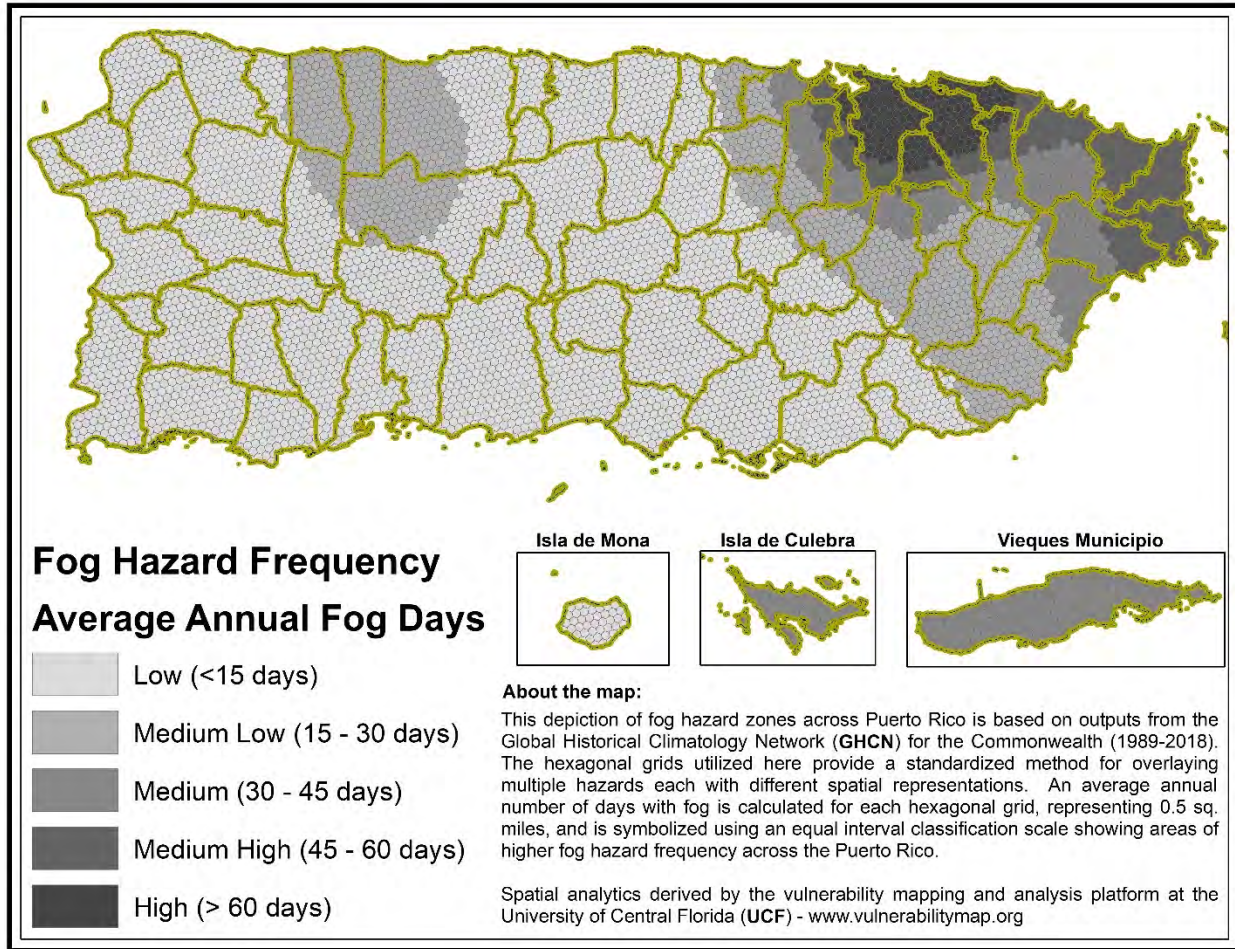 Isla de Mona
Isla de Culebra
Vieques Municipio
Fog Hazard Frequency
Average Annual Fog Days
Low (<15 days)
Medium Low (15 - 30 days)
Medium (30 - 45 days)
Medium High (45 - 60 days)
High (> 60 days)
About the map:
This depiction of fog hazard zones across Puerto Rico is based on outputs from the
Global Historical Climatology Network (GHCN) for the Commonwealth (1989-2018).
The hexagonal grids utilized here provide a standardized method for overlaying
multiple hazards each with different spatial representations. An average annual
number of days with fog is calculated for each hexagonal grid, representing 0.5 sq.
miles, and is symbolized using an equal interval classification scale showing areas of
higher fog hazard frequency across the Puerto Rico.
Spatial analytics derived by the vulnerability mapping and analysis platform at the
University of Central Florida (UCF) - www.vulnerabilitymap.org